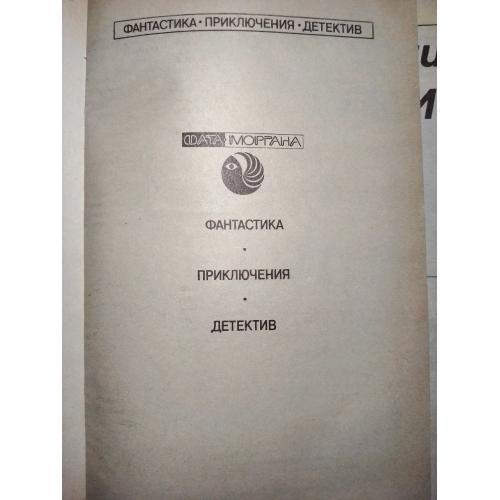 ФАНТАСТИКА • ПРИКЛЮЧЕНИЯ • ДЕТЕКТИВ
ФАТА МОРГАНА
ФАНТАСТИКА
•
ПРИКЛЮЧЕНИЯ
•
ДЕТЕКТИВ